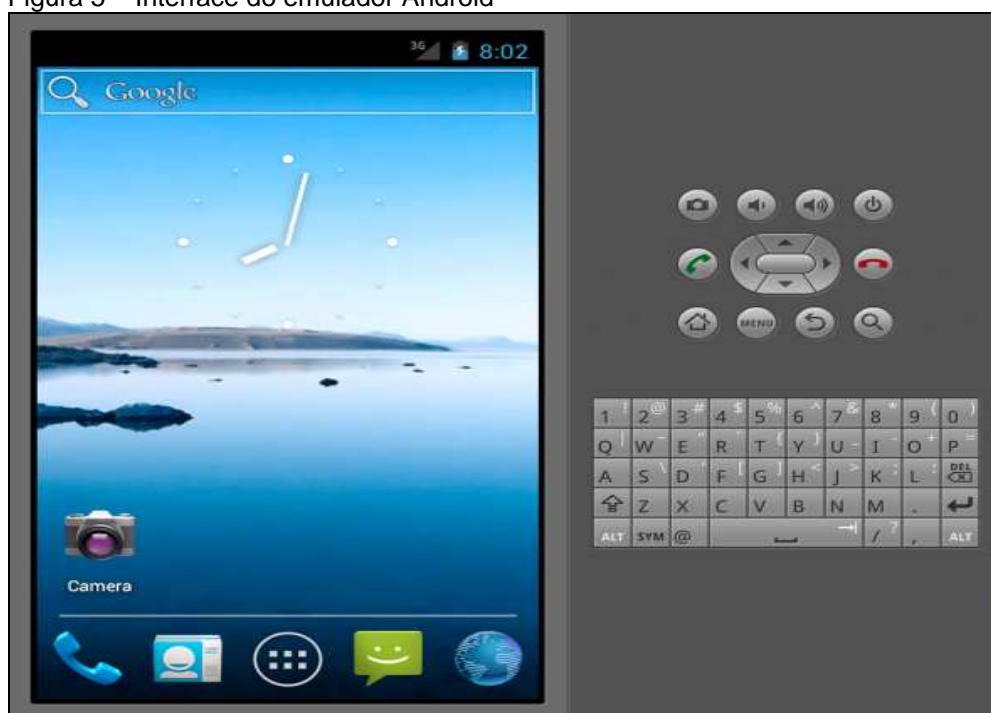 Figura – Interface do emulador Android
3G 8:02
Google
MENU
1 ! 2 @ 3 # 4 $ 5 % 6 ^ 7 & 8 * 9 ( 0 )
Q | W ~ E " R ` T { Y } U _ I - O + P =
A S \ D ' F [ G ] H < J > K ; L : DEL
Z X C V B N M .
ALT SYM @ / ? , ALT
Camera